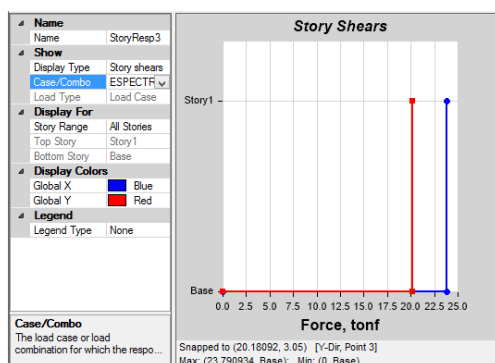 Name
Name StoryResp3
Show
Display Type Story shears
Case/Combo ESPECTR
Load Type Load Case
Display For
Story Range All Stories
Top Story Story1
Bottom Story Base
Display Colors
Global X Blue
Global Y Red
Legend
Legend Type None
Case/Combo
The load case or load
combination for which the respo...
Story Shears
Story1
Base
0.0 2.5 5.0 7.5 10.0 12.5 15.0 17.5 20.0 22.5 25.0
Force, tonf
Snapped to (20.18092, 3.05) [Y-Dir, Point 3]
Max: (23.790934, Base); Min: (0, Base)